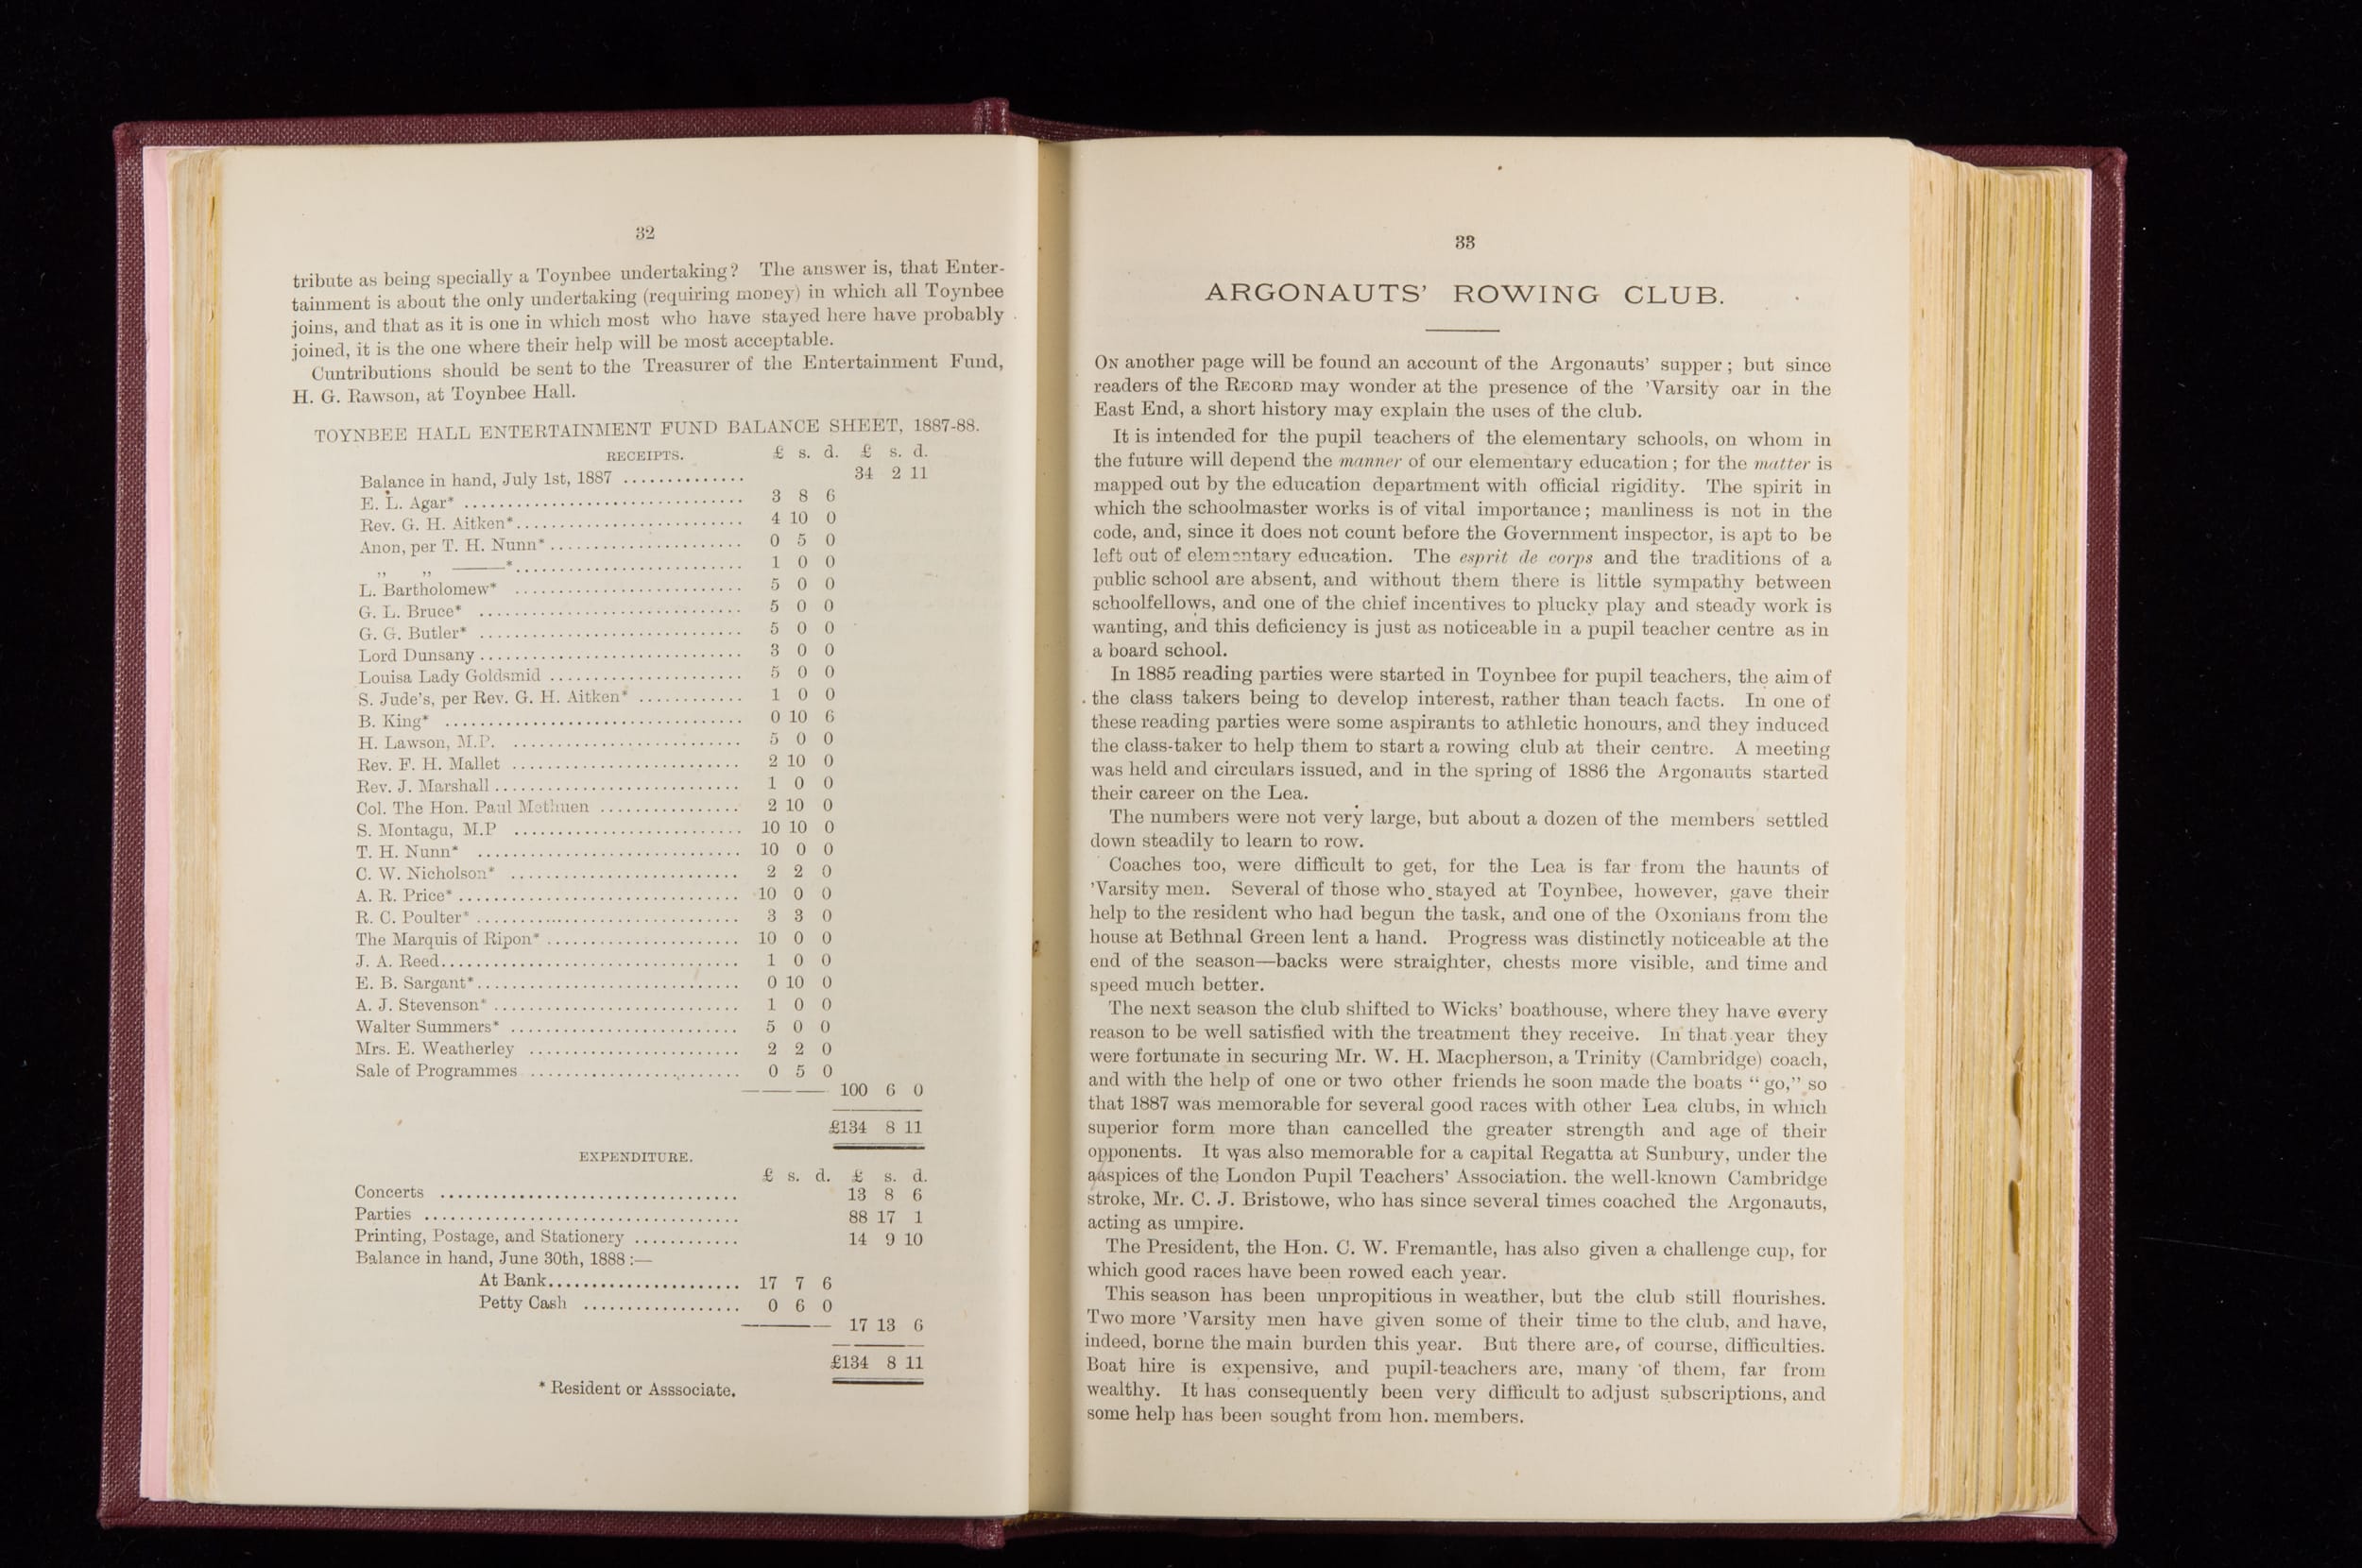 32
tribute as being specially a Toynbee undertaking? The answer is, that Enter-
tainment is about the only undertaking (requiring money) in which all Toynbee
joins, and that as it is one in which most who have stayed here have probably
joined, it is the one where their help will be most acceptable.
Cuntributions should be sent to the Treasurer of the Entertainment Fund,
H. G. Rawson, at Toynbee Hall.
TOYNBEE HALL ENTERTAINMENT FUND BALANCE SHEET, 1887-88.
RECEIPTS. £ s. d. £ s. d.
Balance in hand, July 1st, 1887 .............. 34 2 11
E. L. Agar* ................................ 3 8 6
Rev. G. H. Aitken*.......................... 4 10 0
Anon, per T. H. Nunn*...................... 0 5 0
,, ,, ———*.......................... 1 0 0
L. Bartholomew* .......................... 5 0 0
G. L. Bruce* .............................. 5 0 0
G. G. Butler* .............................. 5 0 0
Lord Dunsany.............................. 3 0 0
Louisa Lady Goldsmid ...................... 5 0 0
S. Jude's, per Rev. G. H. Aitken* ............ 1 0 0
B. King* .................................. 0 10 6
H. Lawson, M.P. .......................... 5 0 0
Rev. F. H. Mallet .......................... 2 10 0
Rev. J. Marshall............................ 1 0 0
Col. The Hon. Paul Methuen ................ 2 10 0
S. Montagu, M.P .......................... 10 10 0
T. H. Nunn* .............................. 10 0 0
C. W. Nicholson* .......................... 2 2 0
A. R. Price*................................ 10 0 0
R. C. Poulter*.............................. 3 3 0
The Marquis of Ripon*...................... 10 0 0
J. A. Reed.................................. 1 0 0
E. B. Sargant*.............................. 0 10 0
A. J. Stevenson*............................ 1 0 0
Walter Summers* .......................... 5 0 0
Mrs. E. Weatherley ........................ 2 2 0
Sale of Programmes ........................ 0 5 0
100 6 0
£134 8 11
EXPENDITURE.
£ s. d. £ s. d.
Concerts .................................. 13 8 6
Parties .................................... 88 17 1
Printing, Postage, and Stationery ............ 14 9 10
Balance in hand, June 30th, 1888:—
At Bank...................... 17 7 6
Petty Cash .................. 0 6 0
17 13 6
£134 8 11
* Resident or Asssociate.
33
ARGONAUTS' ROWING CLUB.
ON another page will be found an account of the Argonauts' supper; but since
readers of the RECORD may wonder at the presence of the 'Varsity oar in the
East End, a short history may explain the uses of the club.
It is intended for the pupil teachers of the elementary schools, on whom in
the future will depend the manner of our elementary education; for the matter is
mapped out by the education department with official rigidity. The spirit in
which the schoolmaster works is of vital importance; manliness is not in the
code, and, since it does not count before the Government inspector, is apt to be
left out of elementary education. The esprit de corps and the traditions of a
public school are absent, and without them there is little sympathy between
schoolfellows, and one of the chief incentives to plucky play and steady work is
wanting, and this deficiency is just as noticeable in a pupil teacher centre as in
a board school.
In 1885 reading parties were started in Toynbee for pupil teachers, the aim of
the class takers being to develop interest, rather than teach facts. In one of
these reading parties were some aspirants to athletic honours, and they induced
the class-taker to help them to start a rowing club at their centre. A meeting
was held and circulars issued, and in the spring of 1886 the Argonauts started
their career on the Lea.
The numbers were not very large, but about a dozen of the members settled
down steadily to learn to row.
Coaches too, were difficult to get, for the Lea is far from the haunts of
'Varsity men. Several of those who stayed at Toynbee, however, gave their
help to the resident who had begun the task, and one of the Oxonians from the
house at Bethnal Green lent a hand. Progress was distinctly noticeable at the
end of the season—backs were straighter, chests more visible, and time and
speed much better.
The next season the club shifted to Wicks' boathouse, where they have every
reason to be well satisfied with the treatment they receive. In that year they
were fortunate in securing Mr. W. H. Macpherson, a Trinity (Cambridge) coach,
and with the help of one or two other friends he soon made the boats "go," so
that 1887 was memorable for several good races with other Lea clubs, in which
superior form more than cancelled the greater strength and age of their
opponents. It was also memorable for a capital Regatta at Sunbury, under the
aaspices of the London Pupil Teachers' Association. the well-known Cambridge
stroke, Mr. C. J. Bristowe, who has since several times coached the Argonauts,
acting as umpire.
The President, the Hon. C. W. Fremantle, has also given a challenge cup, for
which good races have been rowed each year.
This season has been unpropitious in weather, but the club still flourishes.
Two more 'Varsity men have given some of their time to the club, and have,
indeed, borne the main burden this year. But there are, of course, difficulties.
Boat hire is expensive, and pupil-teachers are, many of them, far from
wealthy. It has consequently been very difficult to adjust subscriptions, and
some help has been sought from hon. members.